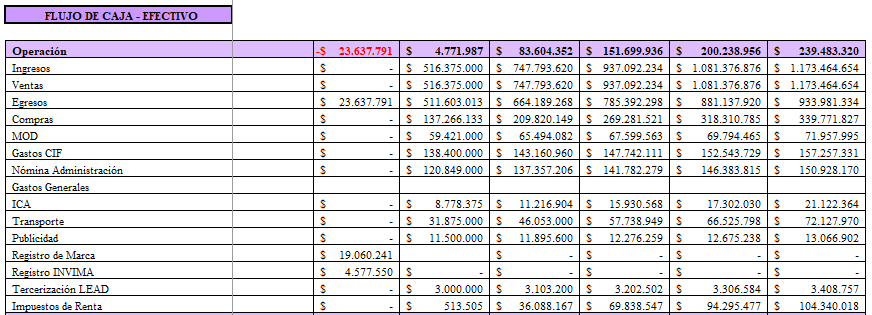 FLUJO DE CAJA - EFECTIVO
Operación -$ 23.637.791 $ 4.771.987 $ 83.604.352 $ 151.699.936 $ 200.238.956 $ 239.483.320
Ingresos $ - $ 516.375.000 $ 747.793.620 $ 937.092.234 $ 1.081.376.876 $ 1.173.464.654
Ventas $ - $ 516.375.000 $ 747.793.620 $ 937.092.234 $ 1.081.376.876 $ 1.173.464.654
Egresos $ 23.637.791 $ 511.603.013 $ 664.189.268 $ 785.392.298 $ 881.137.920 $ 933.981.334
Compras $ - $ 137.266.133 $ 209.820.149 $ 269.281.521 $ 318.310.785 $ 339.771.827
MOD $ - $ 59.421.000 $ 65.494.082 $ 67.599.563 $ 69.794.465 $ 71.957.995
Gastos CIF $ - $ 138.400.000 $ 143.160.960 $ 147.742.111 $ 152.543.729 $ 157.257.331
Nómina Administración $ - $ 120.849.000 $ 137.357.206 $ 141.782.279 $ 146.383.815 $ 150.928.170
Gastos Generales
ICA $ - $ 8.778.375 $ 11.216.904 $ 15.930.568 $ 17.302.030 $ 21.122.364
Transporte $ - $ 31.875.000 $ 46.053.000 $ 57.738.949 $ 66.525.798 $ 72.127.970
Publicidad $ - $ 11.500.000 $ 11.895.600 $ 12.276.259 $ 12.675.238 $ 13.066.902
Registro de Marca $ 19.060.241 $ - $ - $ - $ -
Registro INVIMA $ 4.577.550 $ - $ - $ - $ - $ -
Tercerización LEAD $ - $ 3.000.000 $ 3.103.200 $ 3.202.502 $ 3.306.584 $ 3.408.757
Impuestos de Renta $ - $ 513.505 $ 36.088.167 $ 69.838.547 $ 94.295.477 $ 104.340.018